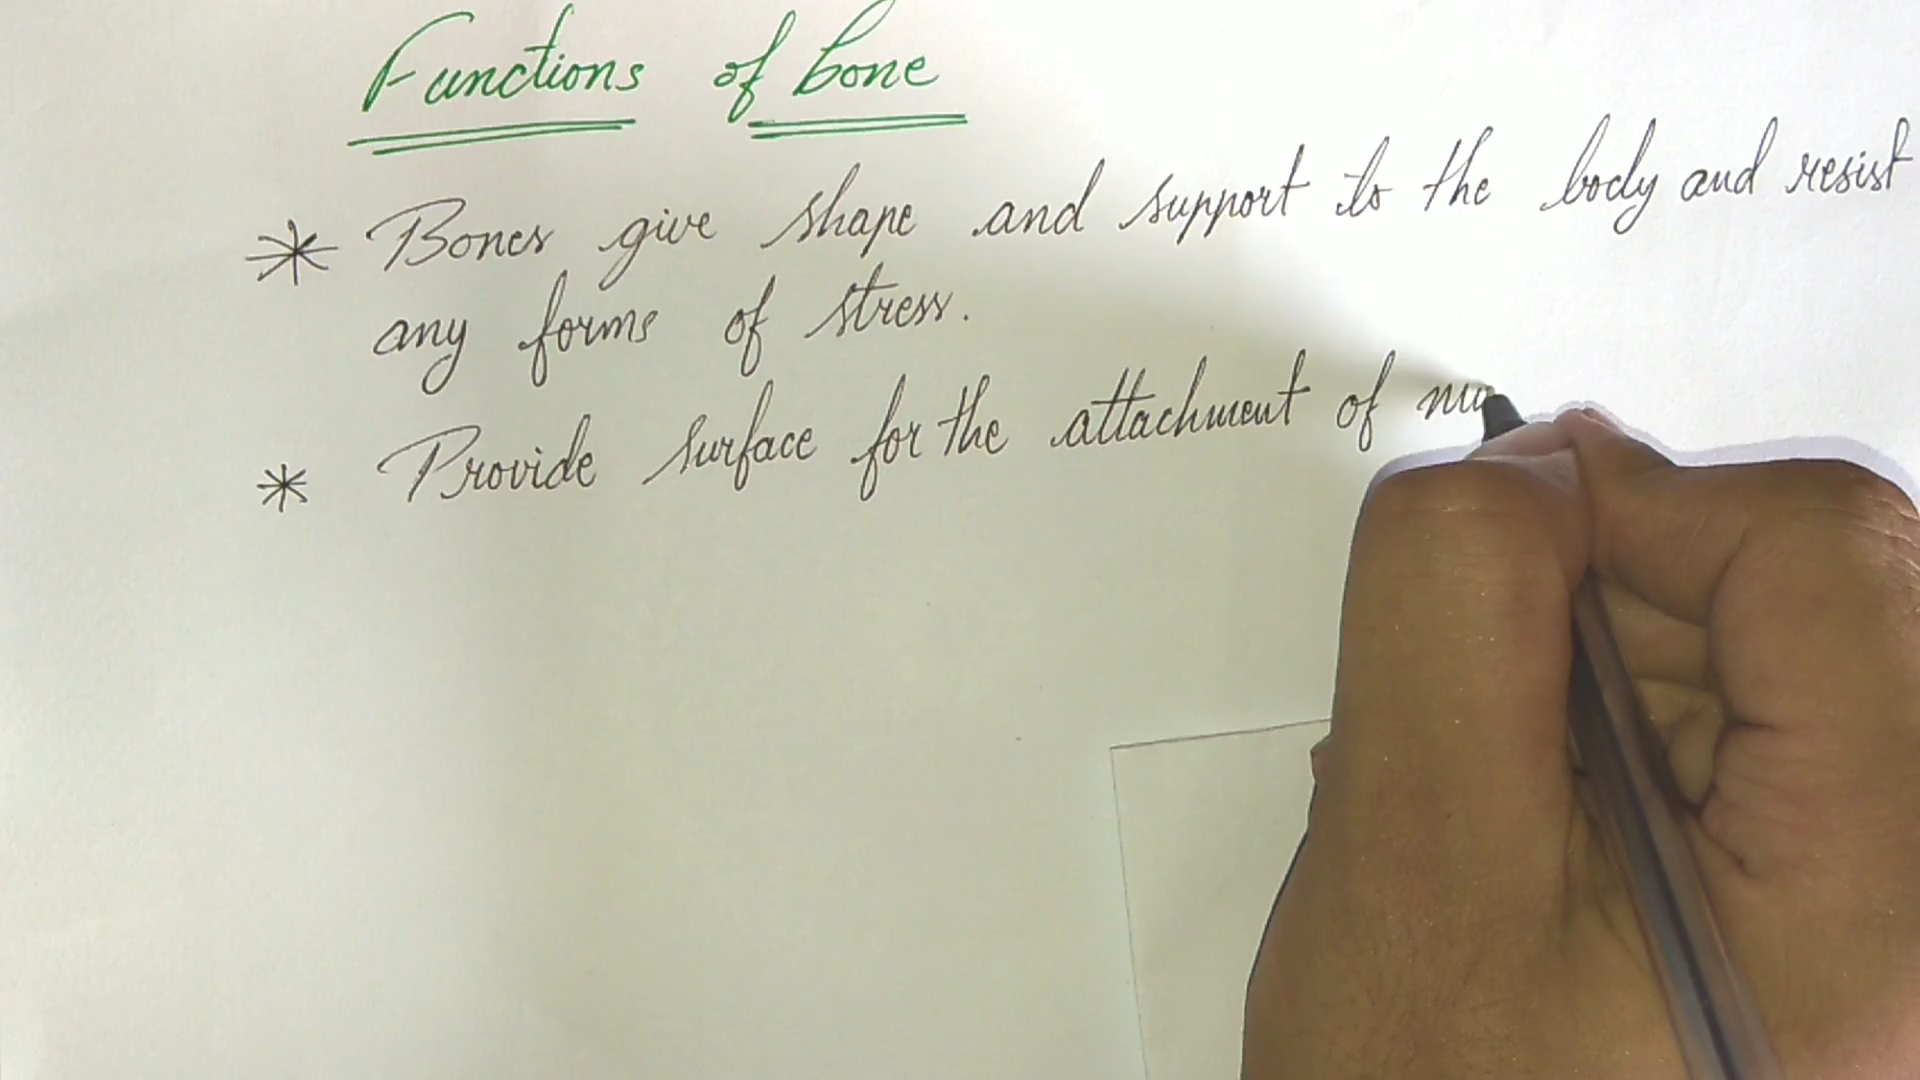 Functions of bone
* Bones give shape and support to the body and resist
any forms of stress.
* Provide surface for the attachment of mu